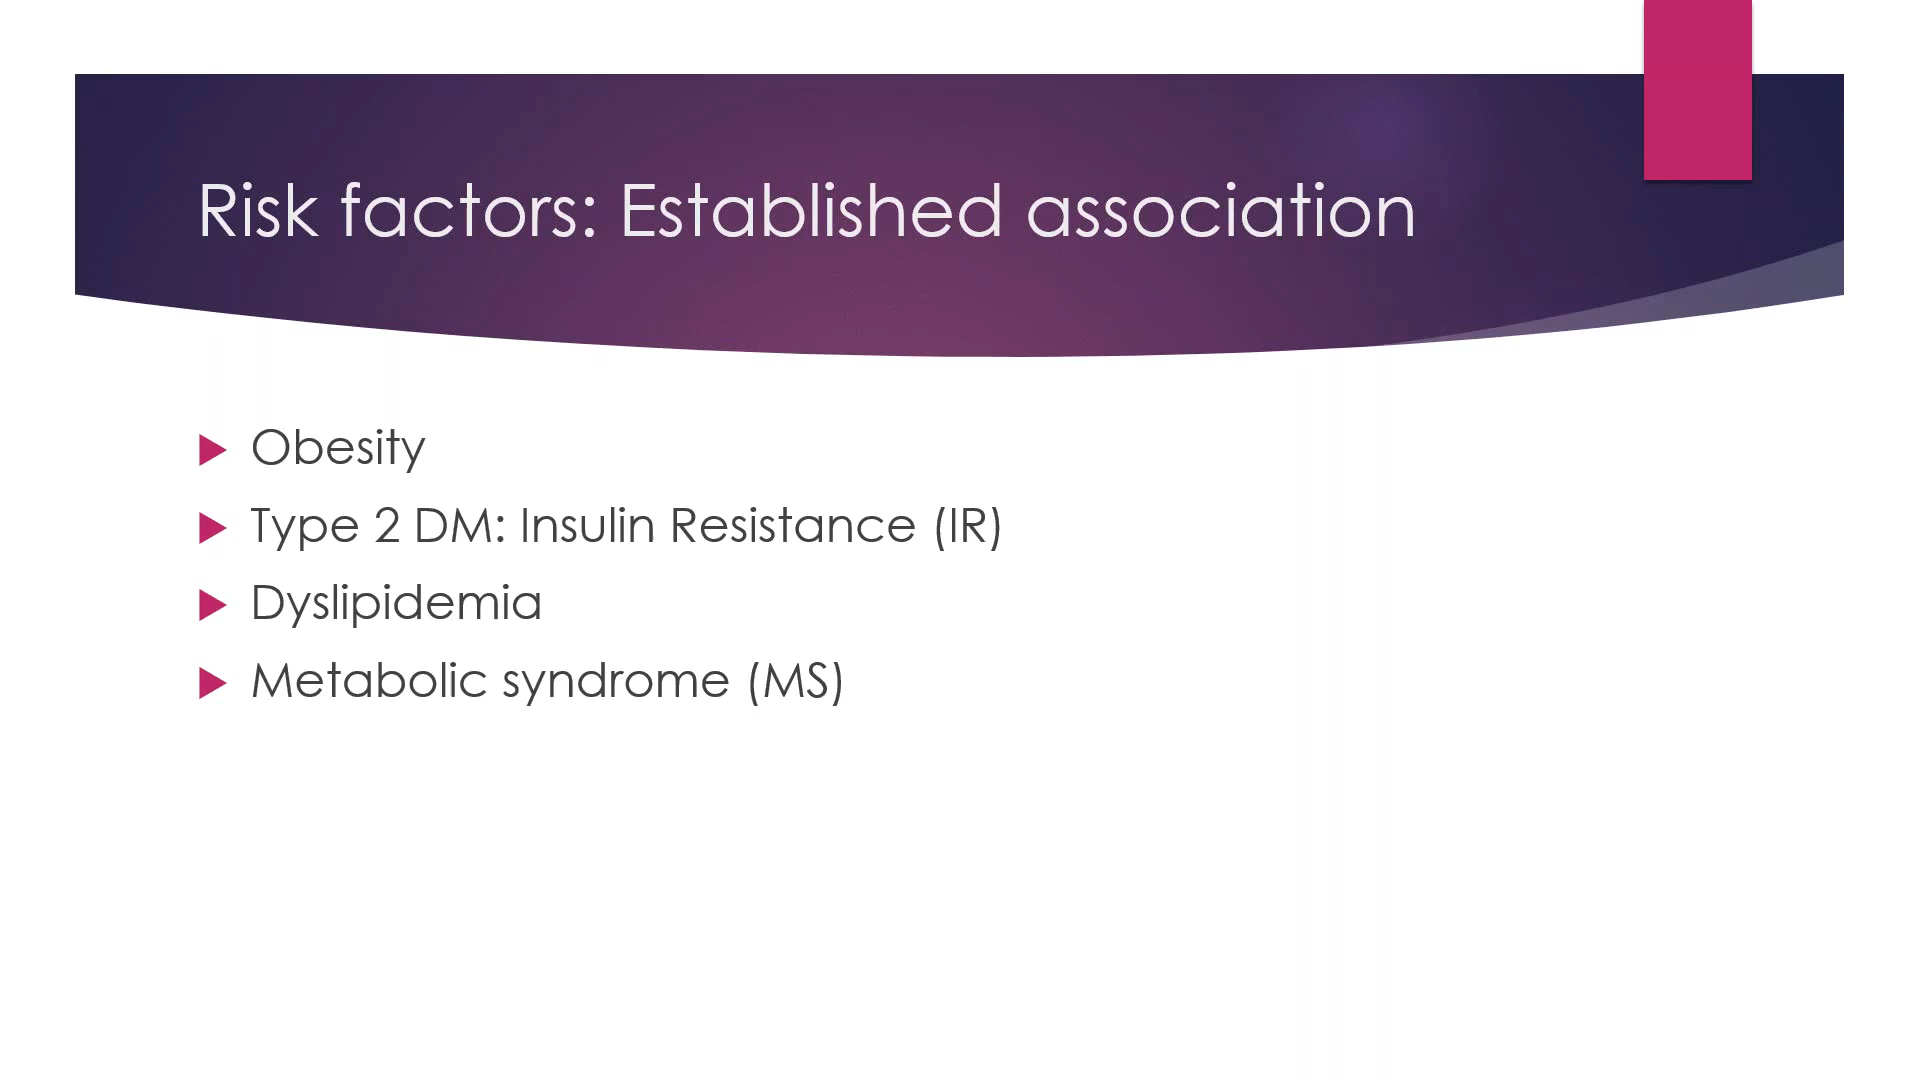 Risk factors: Established association
Obesity
Type 2 DM: Insulin Resistance (IR)
Dyslipidemia
Metabolic syndrome (MS)